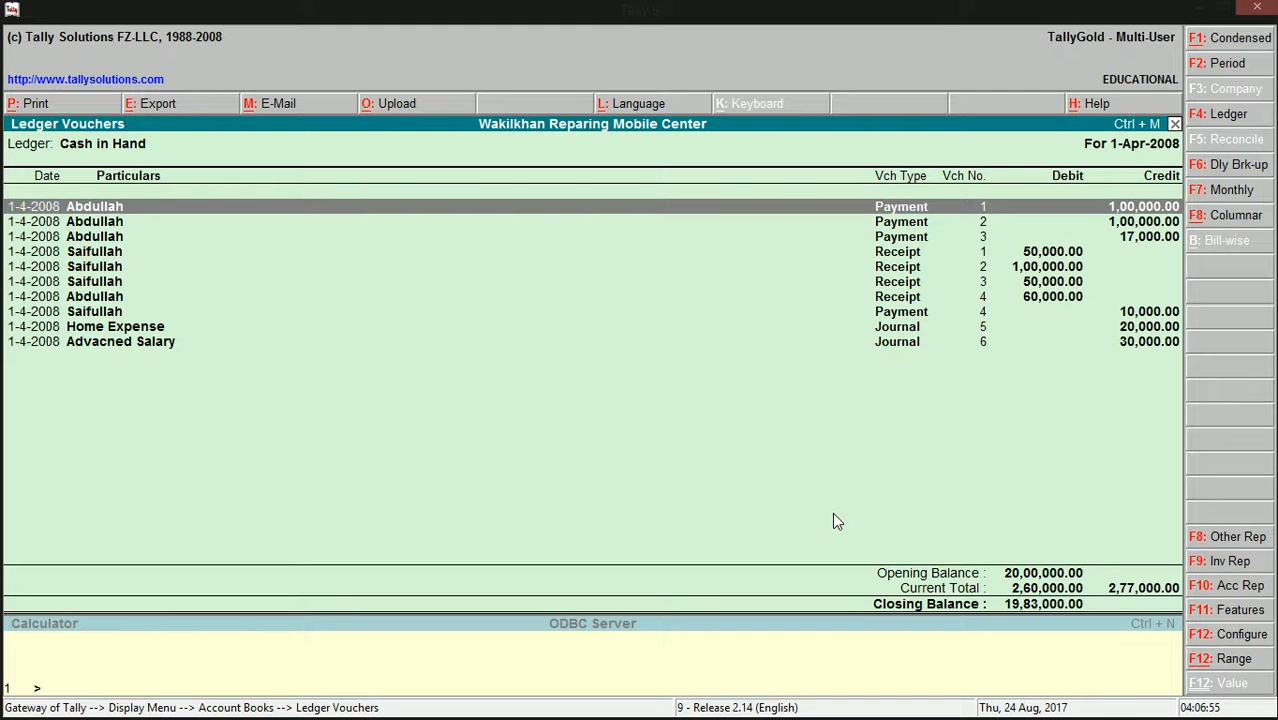 Tally
(c) Tally Solutions FZ-LLC, 1988-2008 TallyGold - Multi-User
http://www.tallysolutions.com EDUCATIONAL
P: Print E: Export M: E-Mail O: Upload L: Language K: Keyboard H: Help
Ledger Vouchers Wakilkhan Reparing Mobile Center Ctrl + M
Ledger: Cash in Hand For 1-Apr-2008
Date Particulars Vch Type Vch No. Debit Credit
1-4-2008 Abdullah Payment 1 1,00,000.00
1-4-2008 Abdullah Payment 2 1,00,000.00
1-4-2008 Abdullah Payment 3 17,000.00
1-4-2008 Saifullah Receipt 1 50,000.00
1-4-2008 Saifullah Receipt 2 1,00,000.00
1-4-2008 Saifullah Receipt 3 50,000.00
1-4-2008 Abdullah Receipt 4 60,000.00
1-4-2008 Saifullah Payment 4 10,000.00
1-4-2008 Home Expense Journal 5 20,000.00
1-4-2008 Advacned Salary Journal 6 30,000.00
Opening Balance : 20,00,000.00
Current Total : 2,60,000.00 2,77,000.00
Closing Balance : 19,83,000.00
Calculator ODBC Server Ctrl + N
1 >
Gateway of Tally --> Display Menu --> Account Books --> Ledger Vouchers 9 - Release 2.14 (English) Thu, 24 Aug, 2017 04:06:55
F1: Condensed
F2: Period
F3: Company
F4: Ledger
F5: Reconcile
F6: Dly Brk-up
F7: Monthly
F8: Columnar
B: Bill-wise
F8: Other Rep
F9: Inv Rep
F10: Acc Rep
F11: Features
F12: Configure
F12: Range
F12: Value